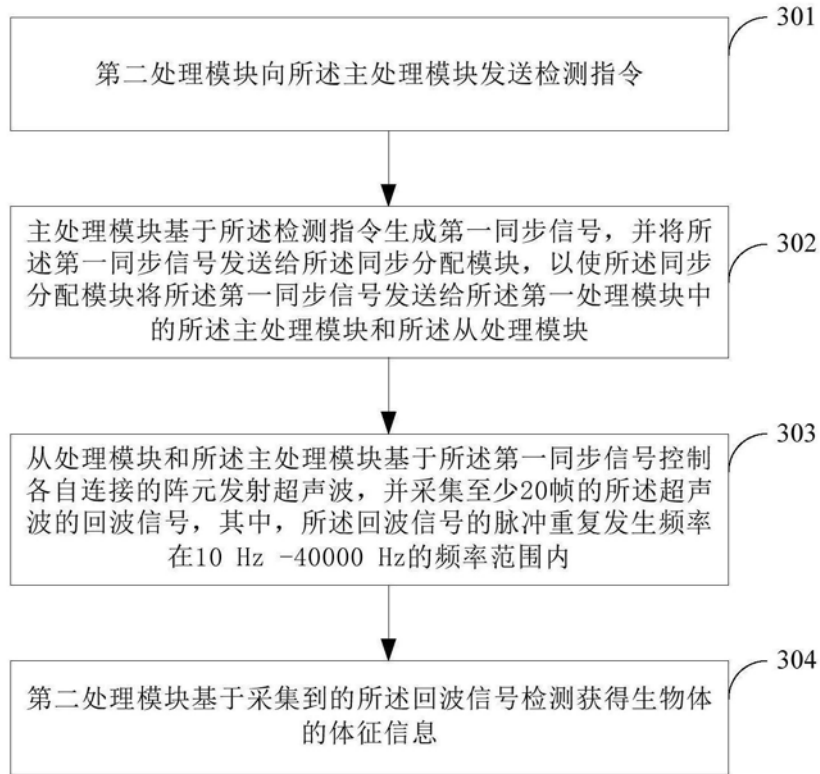 301
第二处理模块向所述主处理模块发送检测指令
302
主处理模块基于所述检测指令生成第一同步信号，并将所
述第一同步信号发送给所述同步分配模块，以使所述同步
分配模块将所述第一同步信号发送给所述第一处理模块中
的所述主处理模块和所述从处理模块
303
从处理模块和所述主处理模块基于所述第一同步信号控制
各自连接的阵元发射超声波，并采集至少20帧的所述超声
波的回波信号，其中，所述回波信号的脉冲重复发生频率
在10 Hz -40000 Hz的频率范围内
304
第二处理模块基于采集到的所述回波信号检测获得生物体
的体征信息